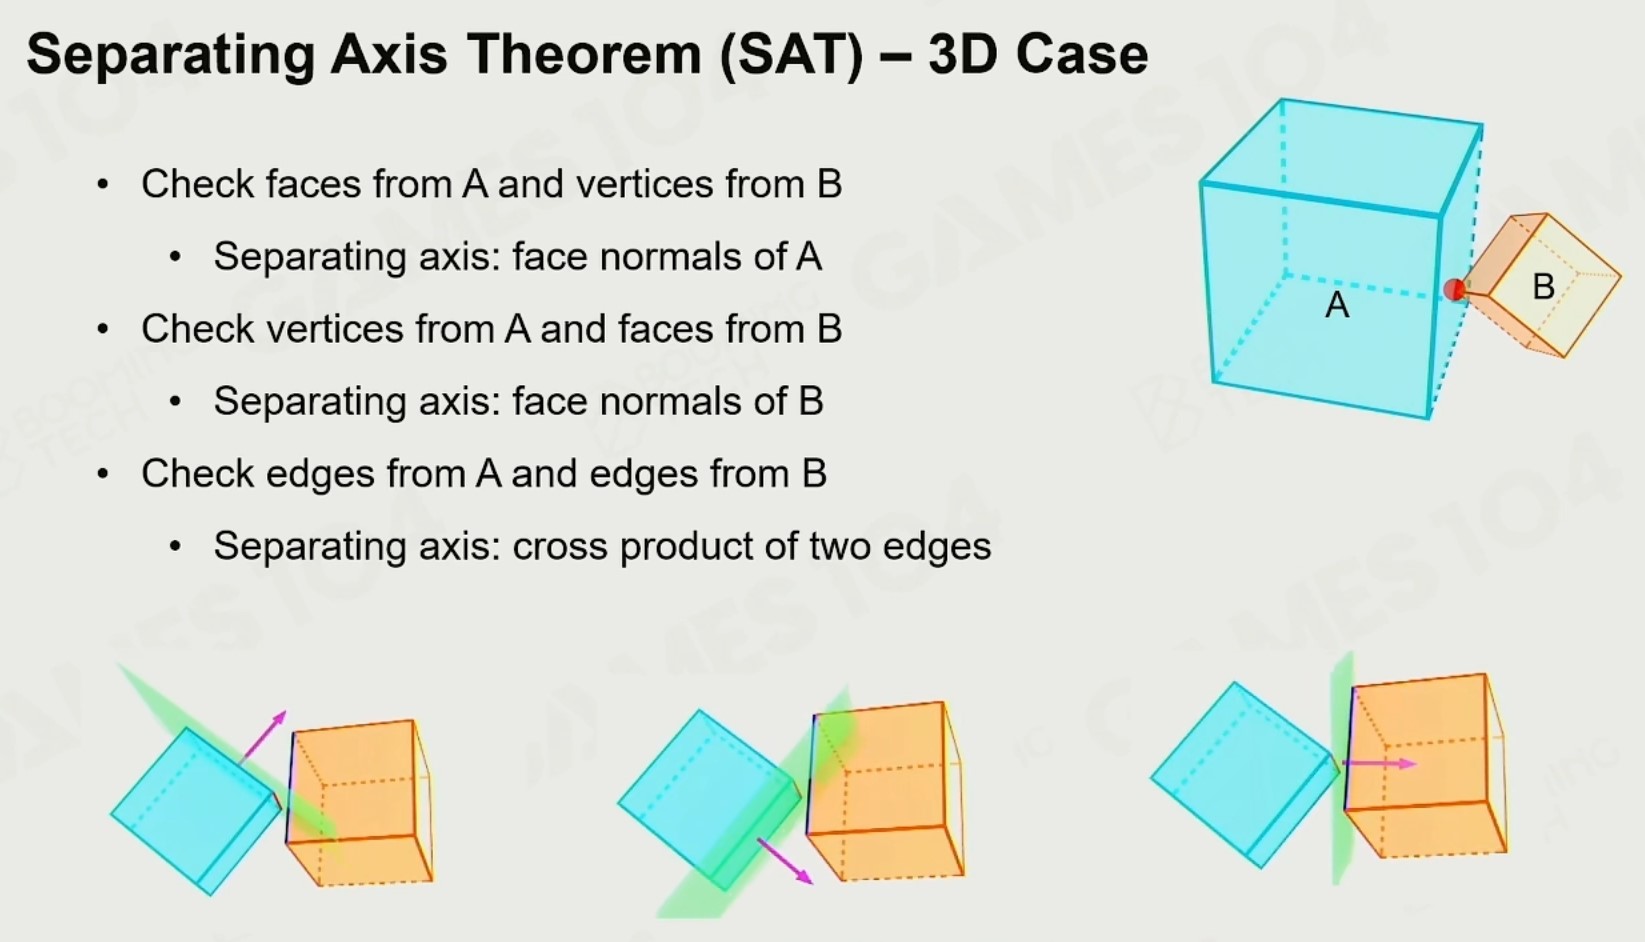 Separating Axis Theorem (SAT) – 3D Case
• Check faces from A and vertices from B
• Separating axis: face normals of A
• Check vertices from A and faces from B
• Separating axis: face normals of B
• Check edges from A and edges from B
• Separating axis: cross product of two edges
A
B
GAMES 104
BOOMING
TECH